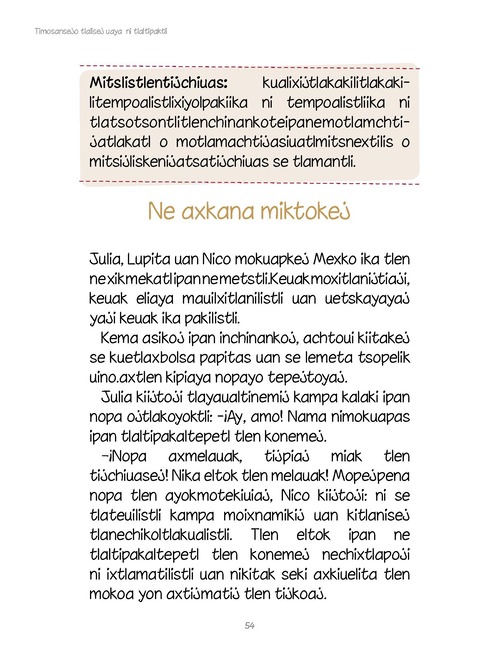 Timosansejo tlalisej uaya ni tlaltipaktli
Mitslistlentijchiuas: kualixijtlakakilitlakaki-
litempoalistlixiyolpakiika ni tempoalistliika ni
tlatsotsontlitlenchinankoteipanemotlamchti-
jatlakatl o motlamachtijasiuatlmitsnextilis o
mitsijliskenijatsatijchiuas se tlamantli.
Ne axkana miktokej
Julia, Lupita uan Nico mokuapkej Mexko ika tlen
nexikmekatlipannemetstli.Keuakmoxitlanijtiaji,
keuak eliaya mauilxitlanilistli uan uetskayayaj
yaji keuak ika pakilistli.
Kema asikoj ipan inchinankoj, achtoui kiitakej
se kuetlaxbolsa papitas uan se lemeta tsopelik
uino.axtlen kipiaya nopayo tepejtoyaj.
Julia kiijtoji tlayaualtinemij kampa kalaki ipan
nopa ojtlakoyoktli: -¡Ay, amo! Nama nimokuapas
ipan tlaltipakaltepetl tlen konemej.
–¡Nopa axmelauak, tijpiaj miak tlen
tijchiuasej! Nika eltok tlen melauak! Mopejpena
nopa tlen ayokmotekiuiaj, Nico kiijtoji: ni se
tlateuilistli kampa moixnamikij uan kitlanisej
tlanechikoltlakualistli. Tlen eltok ipan ne
tlaltipakaltepetl tlen konemej nechixtlapoji
ni ixtlamatilistli uan nikitak seki axkiuelita tlen
mokoa yon axtijmatij tlen tijkoaj.
54